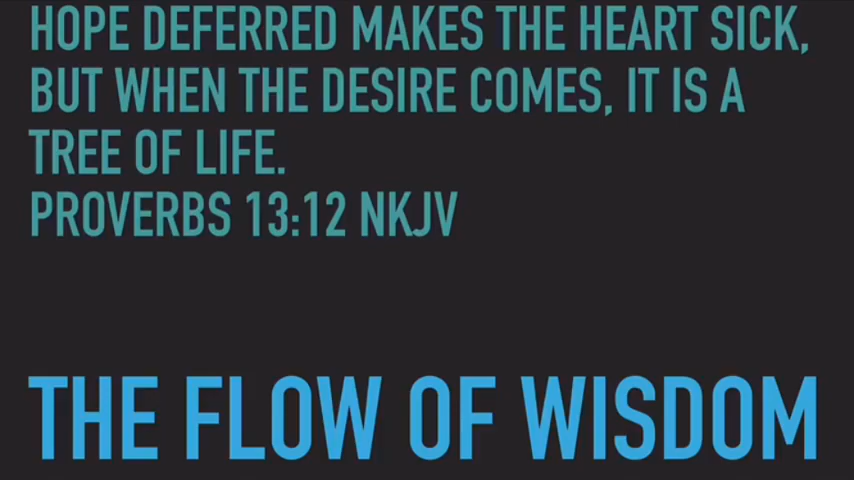 HOPE DEFERRED MAKES THE HEART SICK,
BUT WHEN THE DESIRE COMES, IT IS A
TREE OF LIFE.
PROVERBS 13:12 NKJV
THE FLOW OF WISDOM